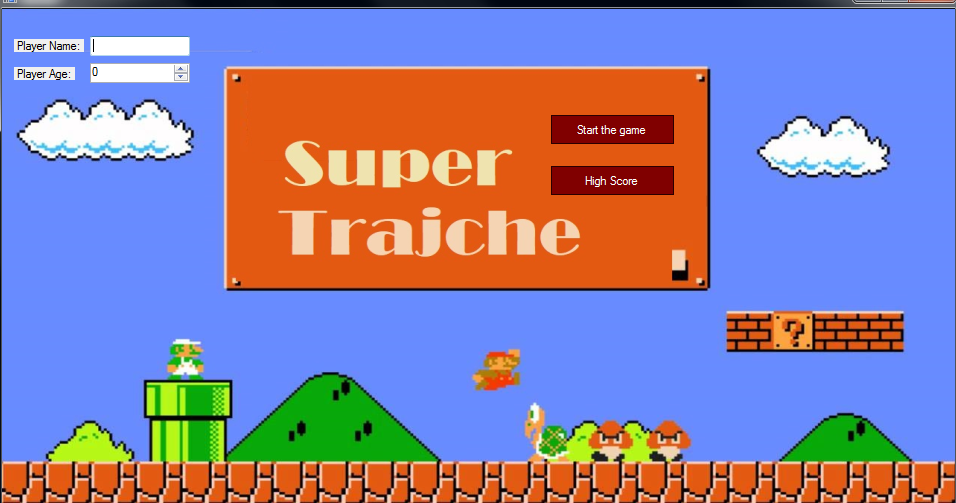 Player Name:
Player Age: 0
Start the game
Super
High Score
Trajche
?